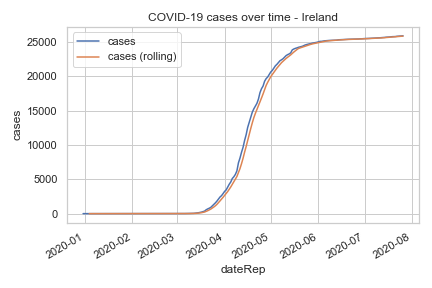 COVID-19 cases over time - Ireland
cases
cases (rolling)
25000
20000
15000
10000
5000
0
cases
2020-01
2020-02
2020-03
2020-04
2020-05
2020-06
2020-07
2020-08
dateRep